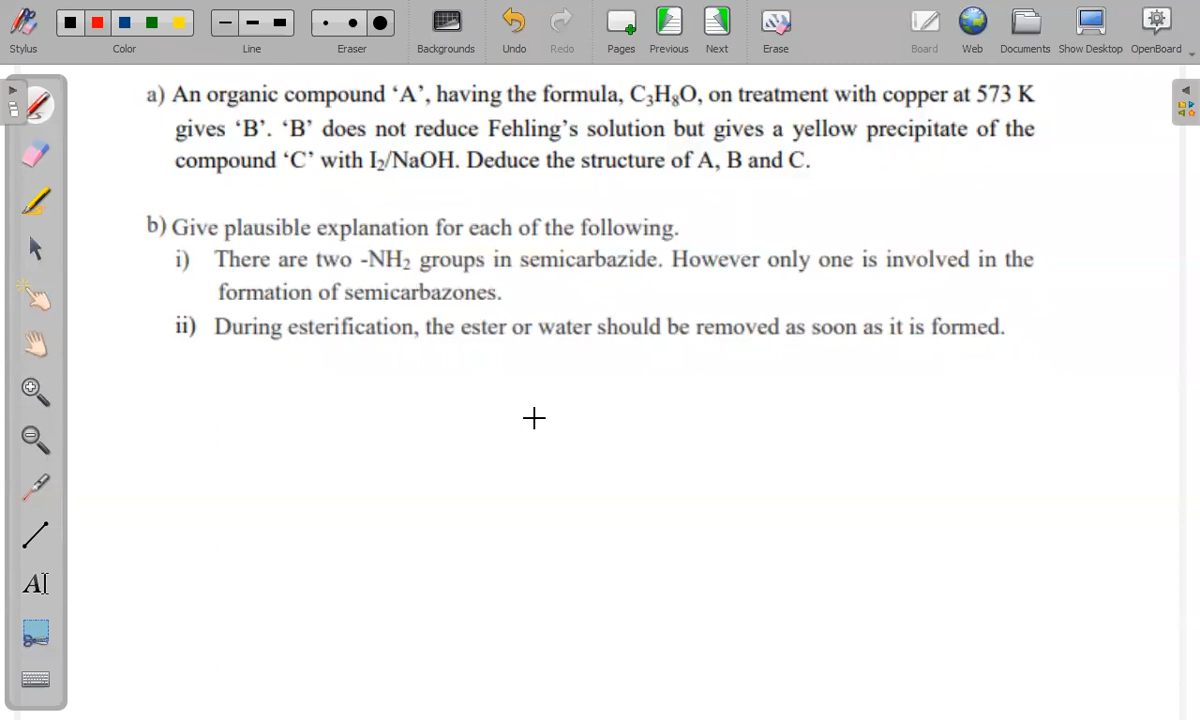 Stylus Color Line Eraser Backgrounds Undo Redo Pages Previous Next Erase Board Web Documents Show Desktop OpenBoard
a) An organic compound ‘A’, having the formula, C₃H₈O, on treatment with copper at 573 K
gives ‘B’. ‘B’ does not reduce Fehling’s solution but gives a yellow precipitate of the
compound ‘C’ with I₂/NaOH. Deduce the structure of A, B and C.
b) Give plausible explanation for each of the following.
i) There are two -NH₂ groups in semicarbazide. However only one is involved in the
formation of semicarbazones.
ii) During esterification, the ester or water should be removed as soon as it is formed.
AI